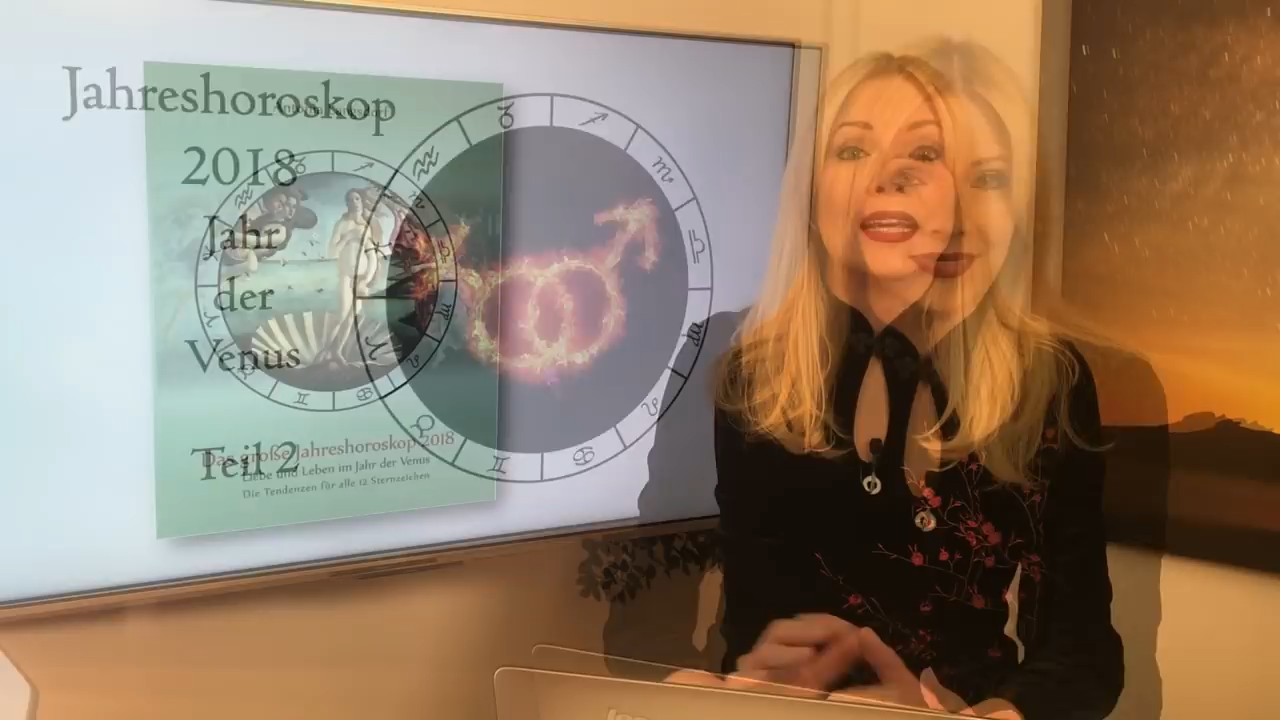 Jahreshoroskop
2018
Jahr
der
Venus
Teil 2
Das große Jahreshoroskop 2018
Liebe und Leben im Jahr der Venus
Die Tendenzen für alle 12 Sternzeichen